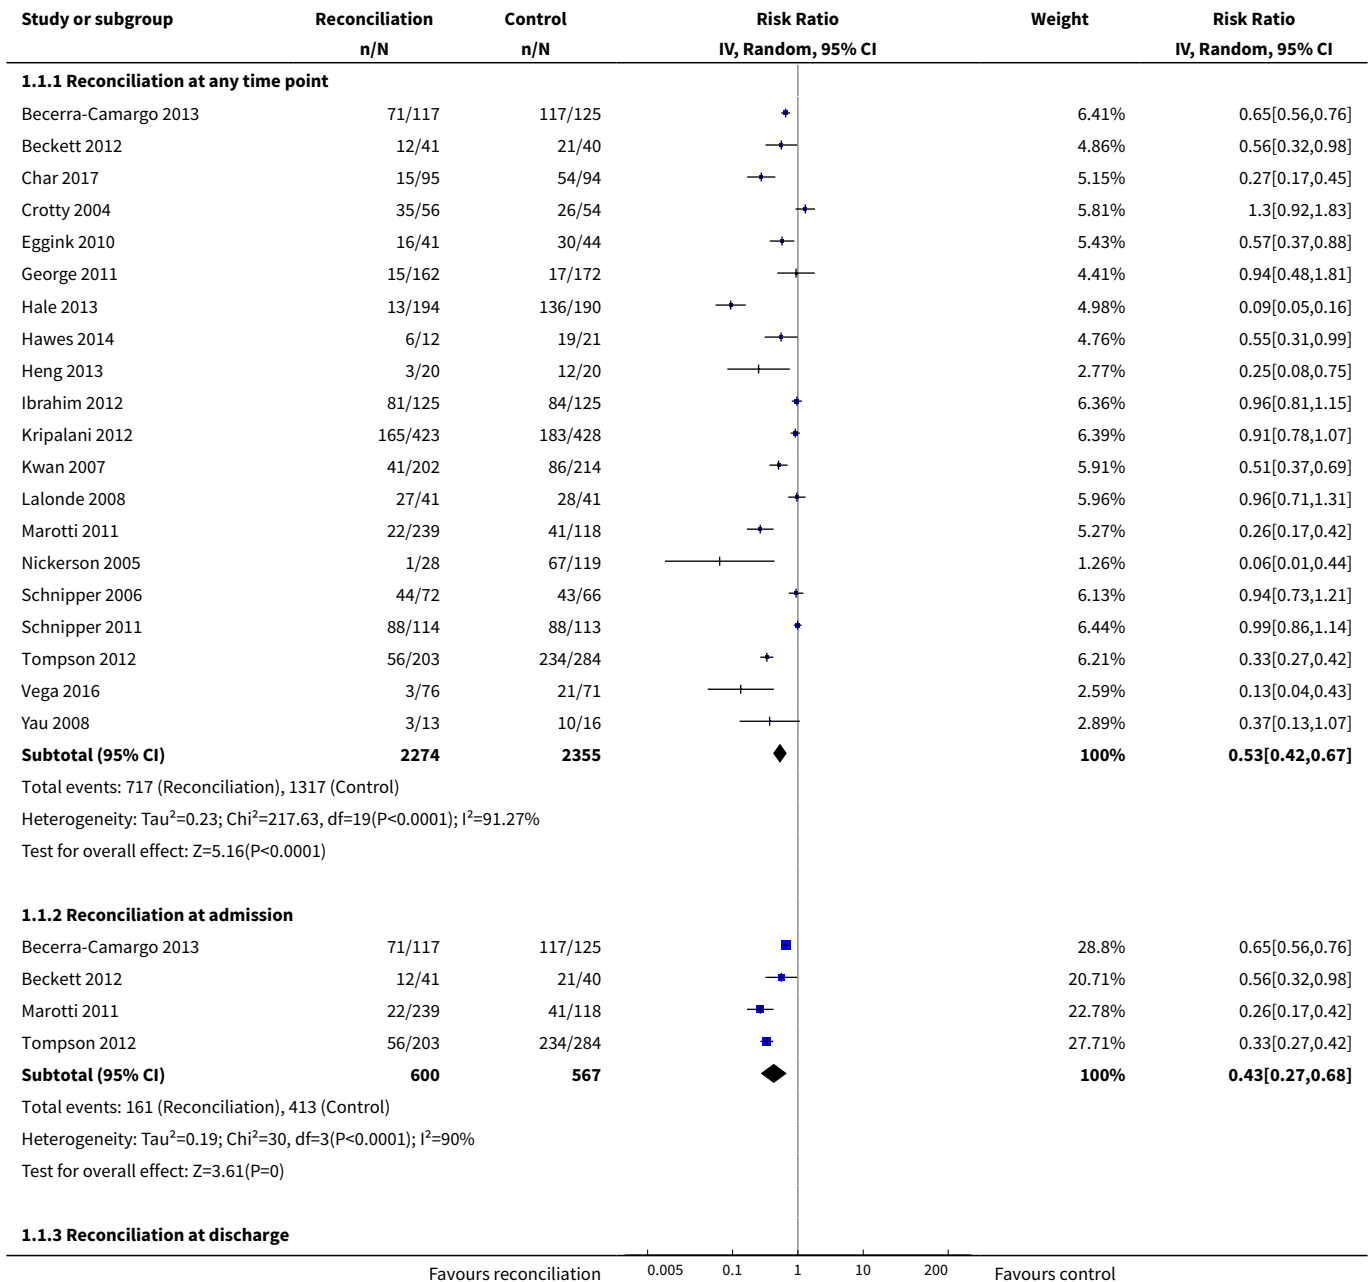 Study or subgroup Reconciliation Control Risk Ratio Weight Risk Ratio
n/N n/N IV, Random, 95% CI IV, Random, 95% CI
1.1.1 Reconciliation at any time point
Becerra-Camargo 2013 71/117 117/125 6.41% 0.65[0.56,0.76]
Beckett 2012 12/41 21/40 4.86% 0.56[0.32,0.98]
Char 2017 15/95 54/94 5.15% 0.27[0.17,0.45]
Crotty 2004 35/56 26/54 5.81% 1.3[0.92,1.83]
Eggink 2010 16/41 30/44 5.43% 0.57[0.37,0.88]
George 2011 15/162 17/172 4.41% 0.94[0.48,1.81]
Hale 2013 13/194 136/190 4.98% 0.09[0.05,0.16]
Hawes 2014 6/12 19/21 4.76% 0.55[0.31,0.99]
Heng 2013 3/20 12/20 2.77% 0.25[0.08,0.75]
Ibrahim 2012 81/125 84/125 6.36% 0.96[0.81,1.15]
Kripalani 2012 165/423 183/428 6.39% 0.91[0.78,1.07]
Kwan 2007 41/202 86/214 5.91% 0.51[0.37,0.69]
Lalonde 2008 27/41 28/41 5.96% 0.96[0.71,1.31]
Marotti 2011 22/239 41/118 5.27% 0.26[0.17,0.42]
Nickerson 2005 1/28 67/119 1.26% 0.06[0.01,0.44]
Schnipper 2006 44/72 43/66 6.13% 0.94[0.73,1.21]
Schnipper 2011 88/114 88/113 6.44% 0.99[0.86,1.14]
Tompson 2012 56/203 234/284 6.21% 0.33[0.27,0.42]
Vega 2016 3/76 21/71 2.59% 0.13[0.04,0.43]
Yau 2008 3/13 10/16 2.89% 0.37[0.13,1.07]
Subtotal (95% CI) 2274 2355 100% 0.53[0.42,0.67]
Total events: 717 (Reconciliation), 1317 (Control)
Heterogeneity: Tau²=0.23; Chi²=217.63, df=19(P<0.0001); I²=91.27%
Test for overall effect: Z=5.16(P<0.0001)
1.1.2 Reconciliation at admission
Becerra-Camargo 2013 71/117 117/125 28.8% 0.65[0.56,0.76]
Beckett 2012 12/41 21/40 20.71% 0.56[0.32,0.98]
Marotti 2011 22/239 41/118 22.78% 0.26[0.17,0.42]
Tompson 2012 56/203 234/284 27.71% 0.33[0.27,0.42]
Subtotal (95% CI) 600 567 100% 0.43[0.27,0.68]
Total events: 161 (Reconciliation), 413 (Control)
Heterogeneity: Tau²=0.19; Chi²=30, df=3(P<0.0001); I²=90%
Test for overall effect: Z=3.61(P=0)
1.1.3 Reconciliation at discharge
Favours reconciliation 0.005 0.1 1 10 200 Favours control